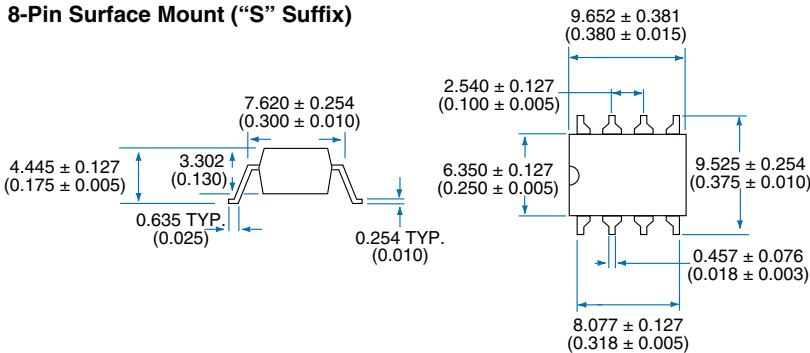 8-Pin Surface Mount (“S” Suffix)
9.652 ± 0.381
(0.380 ± 0.015)
2.540 ± 0.127
(0.100 ± 0.005)
7.620 ± 0.254
(0.300 ± 0.010)
4.445 ± 0.127
(0.175 ± 0.005)
3.302
(0.130)
6.350 ± 0.127
(0.250 ± 0.005)
9.525 ± 0.254
(0.375 ± 0.010)
0.635 TYP.
(0.025)
0.254 TYP.
(0.010)
0.457 ± 0.076
(0.018 ± 0.003)
8.077 ± 0.127
(0.318 ± 0.005)